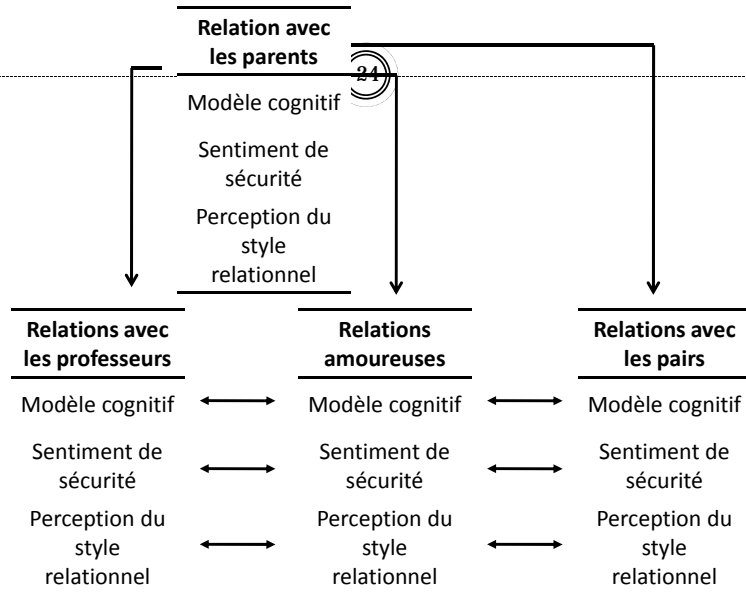 Relation avec
les parents
24
Modèle cognitif
Sentiment de
sécurité
Perception du
style
relationnel
Relations avec
les professeurs
Modèle cognitif
Sentiment de
sécurité
Perception du
style
relationnel
Relations
amoureuses
Modèle cognitif
Sentiment de
sécurité
Perception du
style
relationnel
Relations avec
les pairs
Modèle cognitif
Sentiment de
sécurité
Perception du
style
relationnel